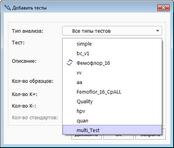 Добавить тесты
Тип анализа: Все типы тестов
Тест:
simple
bc_v1
Описание:
Фемофлор_16
vv
aa
Кол-во образцов:
Femoflor_16_CpALL
Кол-во K+:
Quality
hpv
Кол-во K-:
quan
Кол-во стандартов:
multi_Test